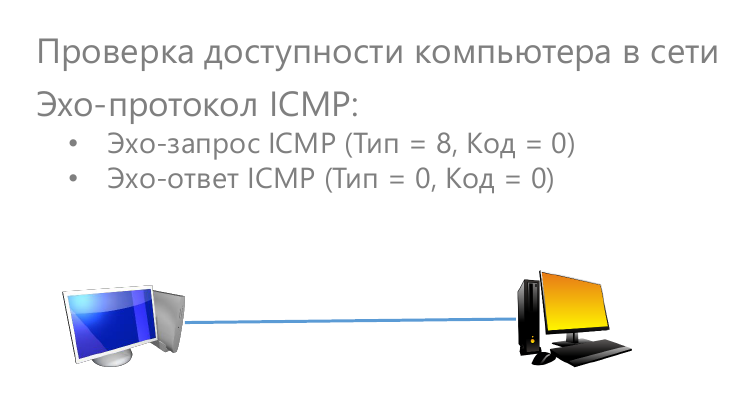 Проверка доступности компьютера в сети
Эхо-протокол ICMP:
• Эхо-запрос ICMP (Тип = 8, Код = 0)
• Эхо-ответ ICMP (Тип = 0, Код = 0)